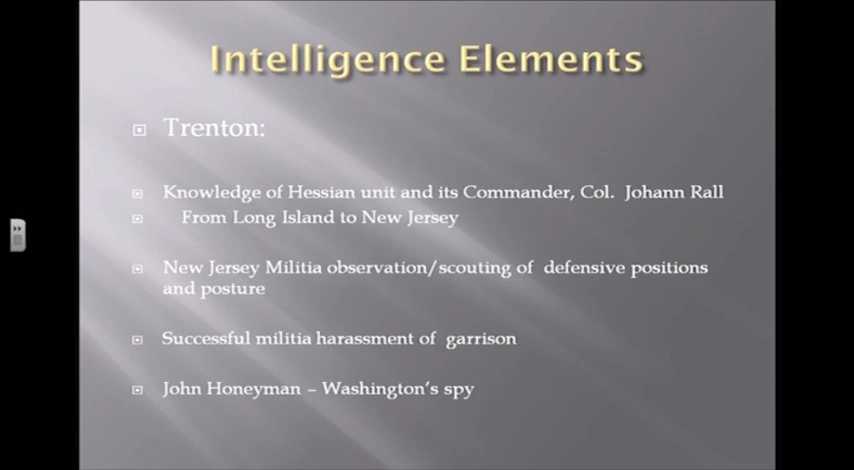 Intelligence Elements
Trenton:
Knowledge of Hessian unit and its Commander, Col. Johann Rall
From Long Island to New Jersey
New Jersey Militia observation/scouting of defensive positions
and posture
Successful militia harassment of garrison
John Honeyman – Washington's spy